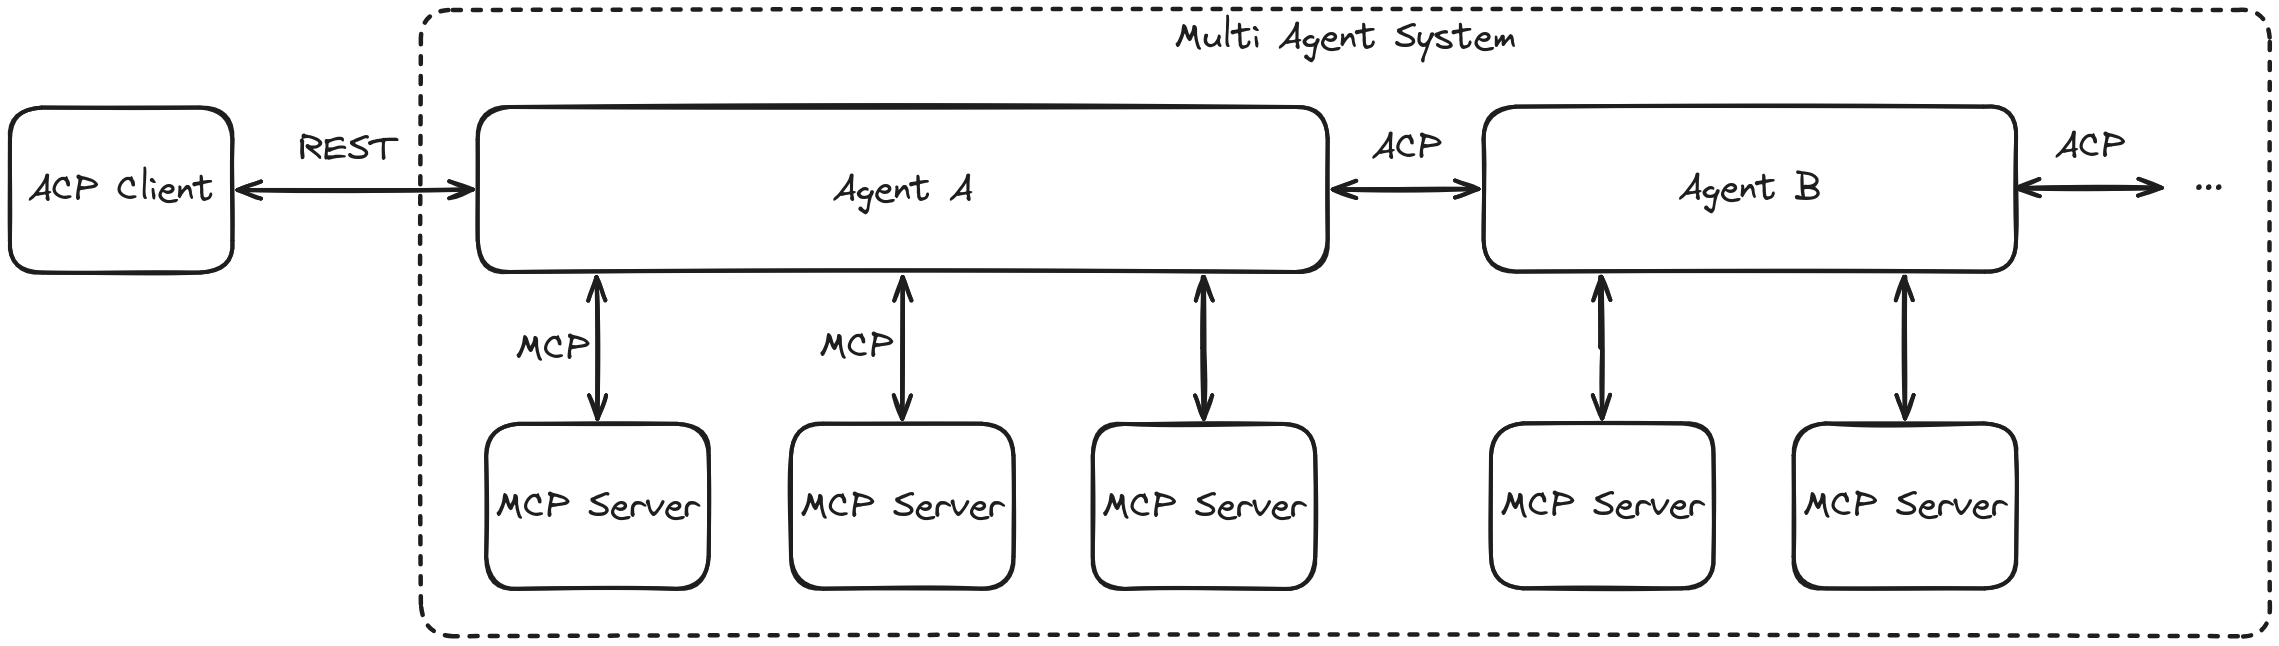 Multi Agent System
ACP Client
REST
Agent A
ACP
Agent B
ACP
...
MCP
MCP
MCP Server
MCP Server
MCP Server
MCP Server
MCP Server